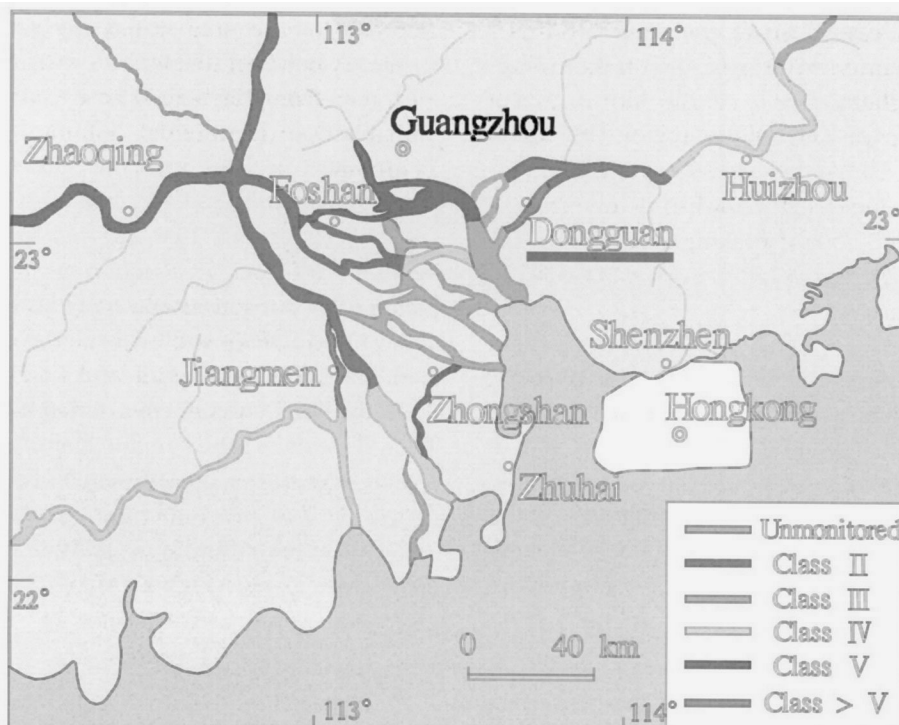 113°
114°
Guangzhou
Zhaoqing
Foshan
Huizhou
Dongguan
23°
23
Shenzhen
Jiangmen
Zhongshan
Hongkong
Zhuhai
Unmonitored
Class II
22°
Class III
Class IV
0 40 km
Class V
Class > V
113°
114°